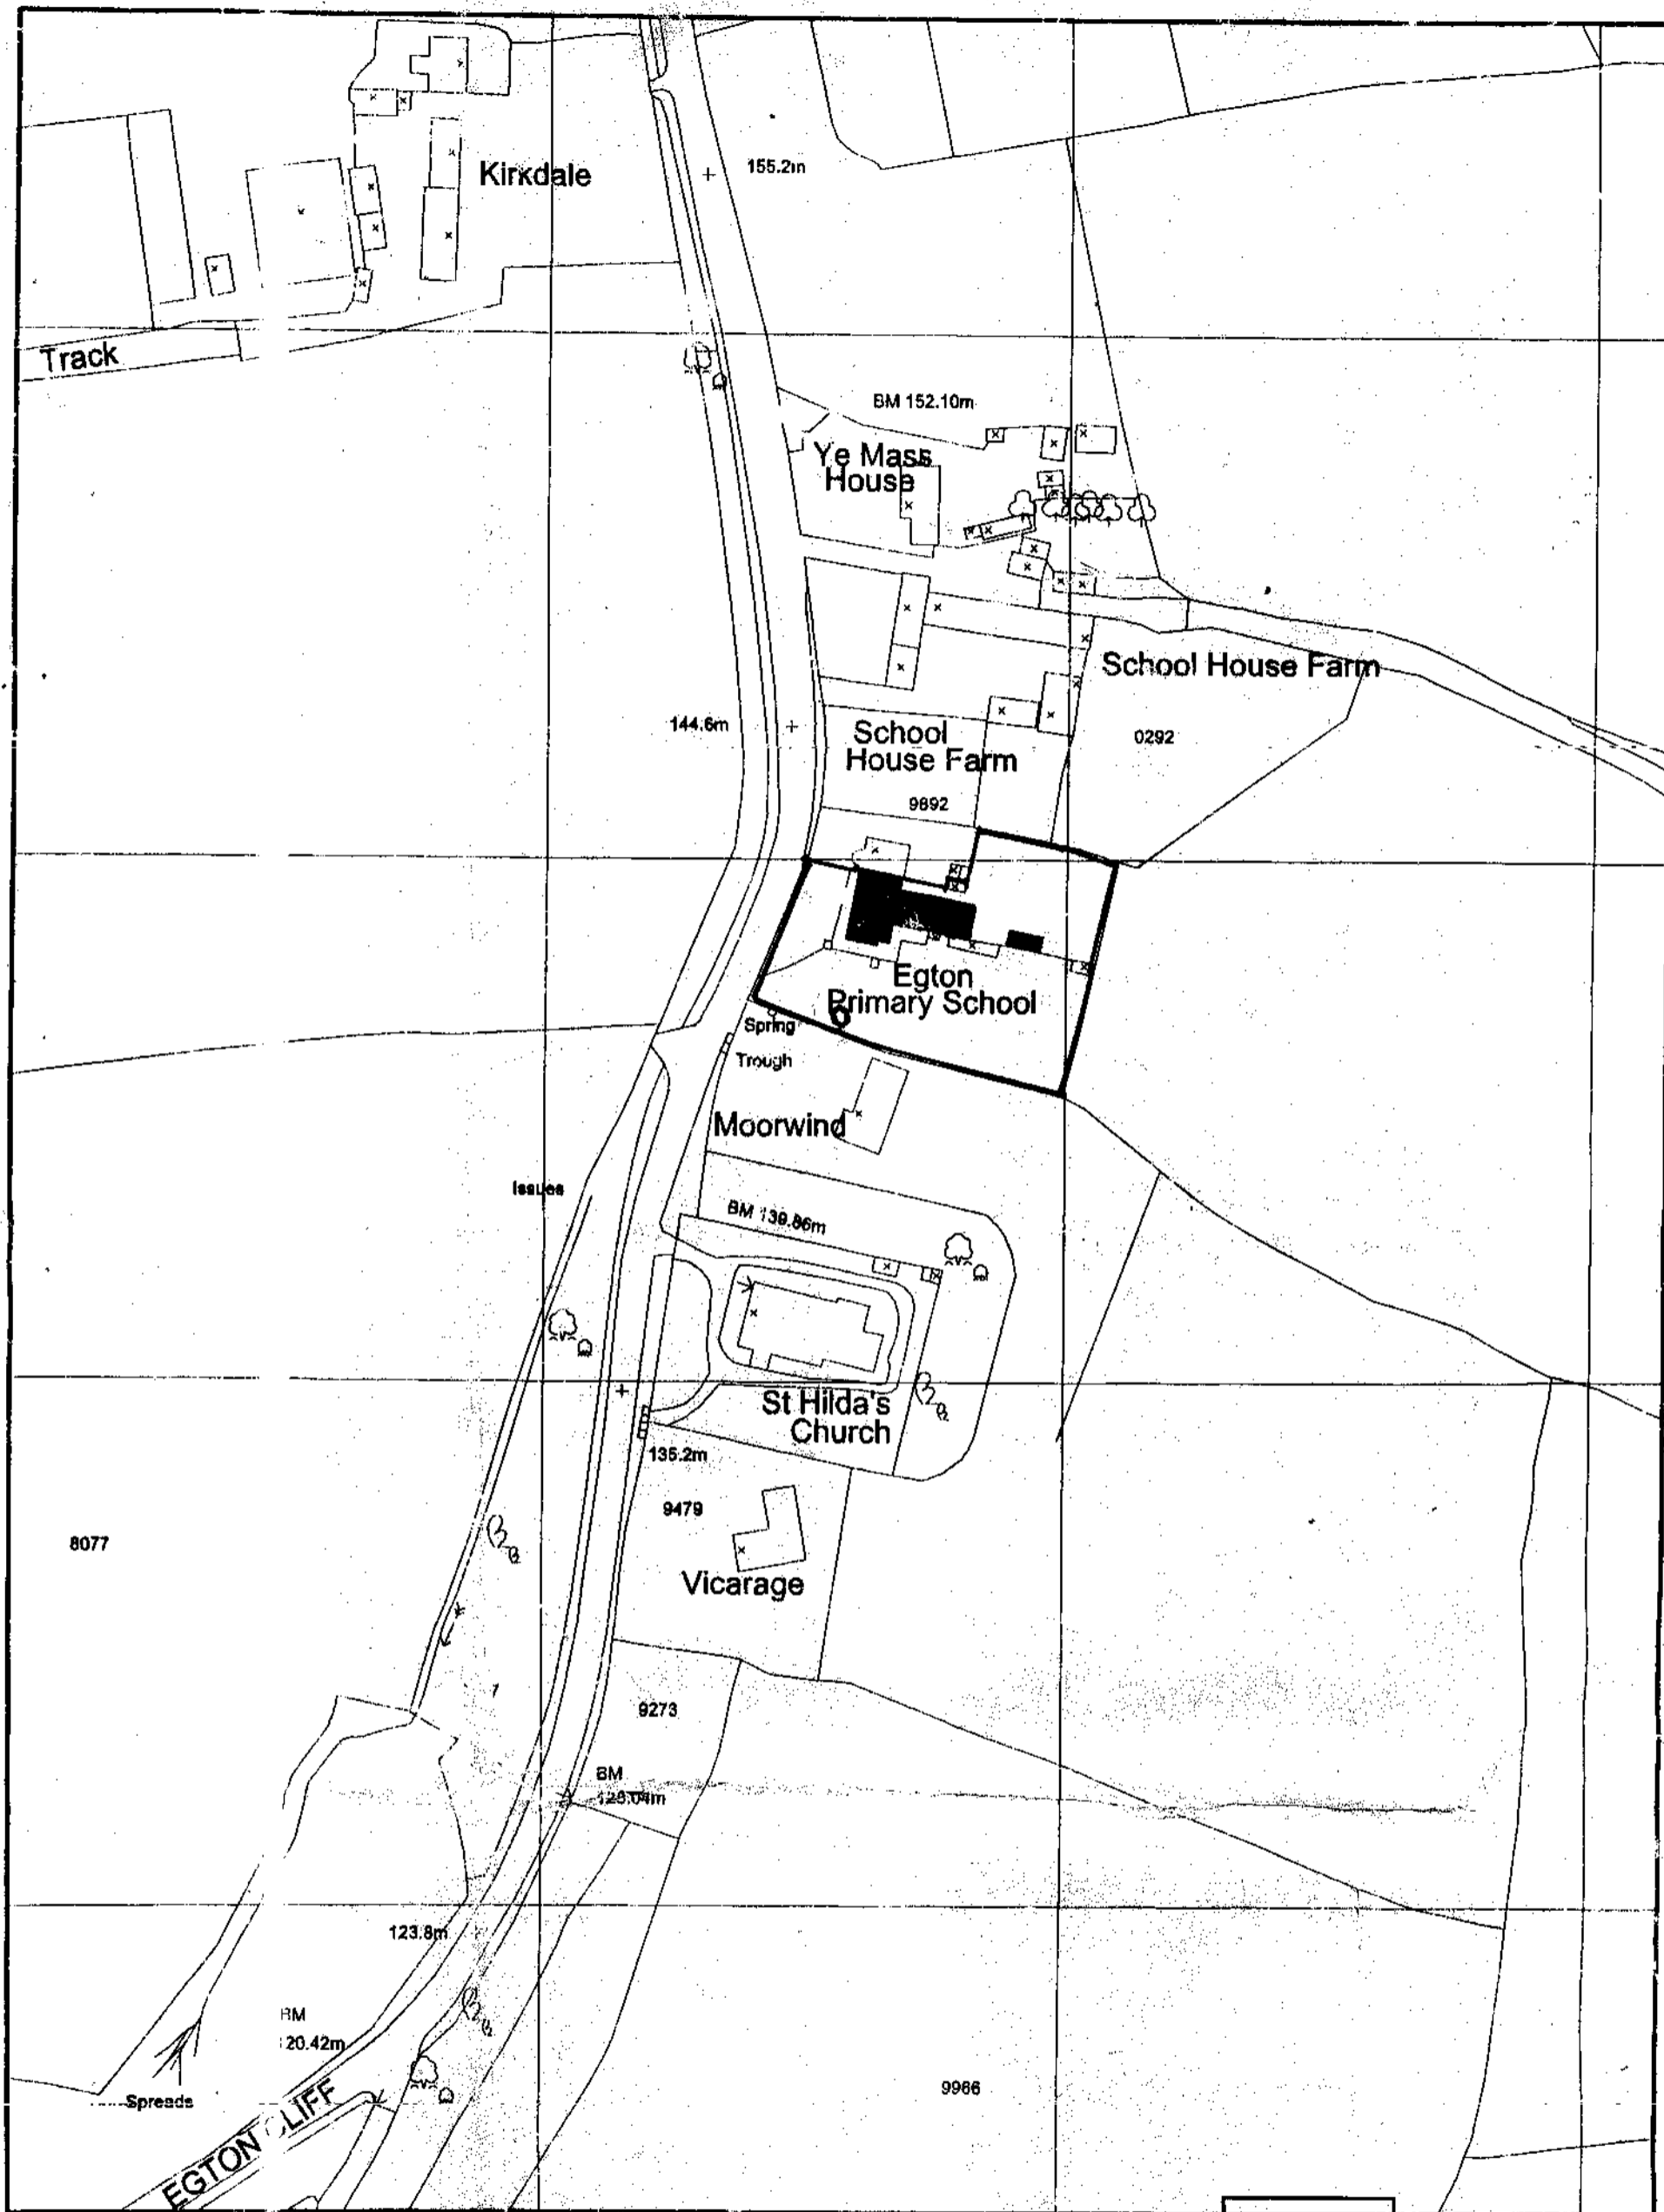 Kirkdale
155.2m
Track
BM 152.10m
Ye Mass
House
School House Farm
144.6m
School
House Farm
0292
9892
Egton
Primary School
Spring
Trough
Moorwind
Issues
BM 139.86m
St Hilda's
Church
135.2m
9479
8077
Vicarage
9273
BM
123.8m
BM
20.42m
9966
Spreads
EGTON CLIFF